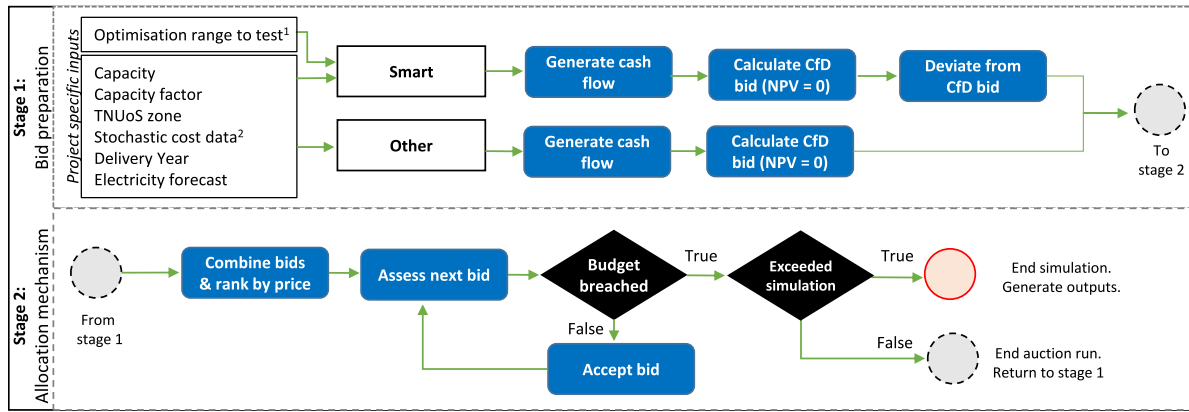 Stage 1:
Bid preparation
Project specific inputs
Optimisation range to test1
Capacity
Capacity factor
TNUoS zone
Stochastic cost data2
Delivery Year
Electricity forecast
Smart
Generate cash
flow
Calculate CfD
bid (NPV = 0)
Deviate from
CfD bid
Other
Generate cash
flow
Calculate CfD
bid (NPV = 0)
To
stage 2
Stage 2:
Allocation mechanism
From
stage 1
Combine bids
& rank by price
Assess next bid
Budget
breached
True
False
Accept bid
Exceeded
simulation
True
End simulation.
Generate outputs.
False
End auction run.
Return to stage 1